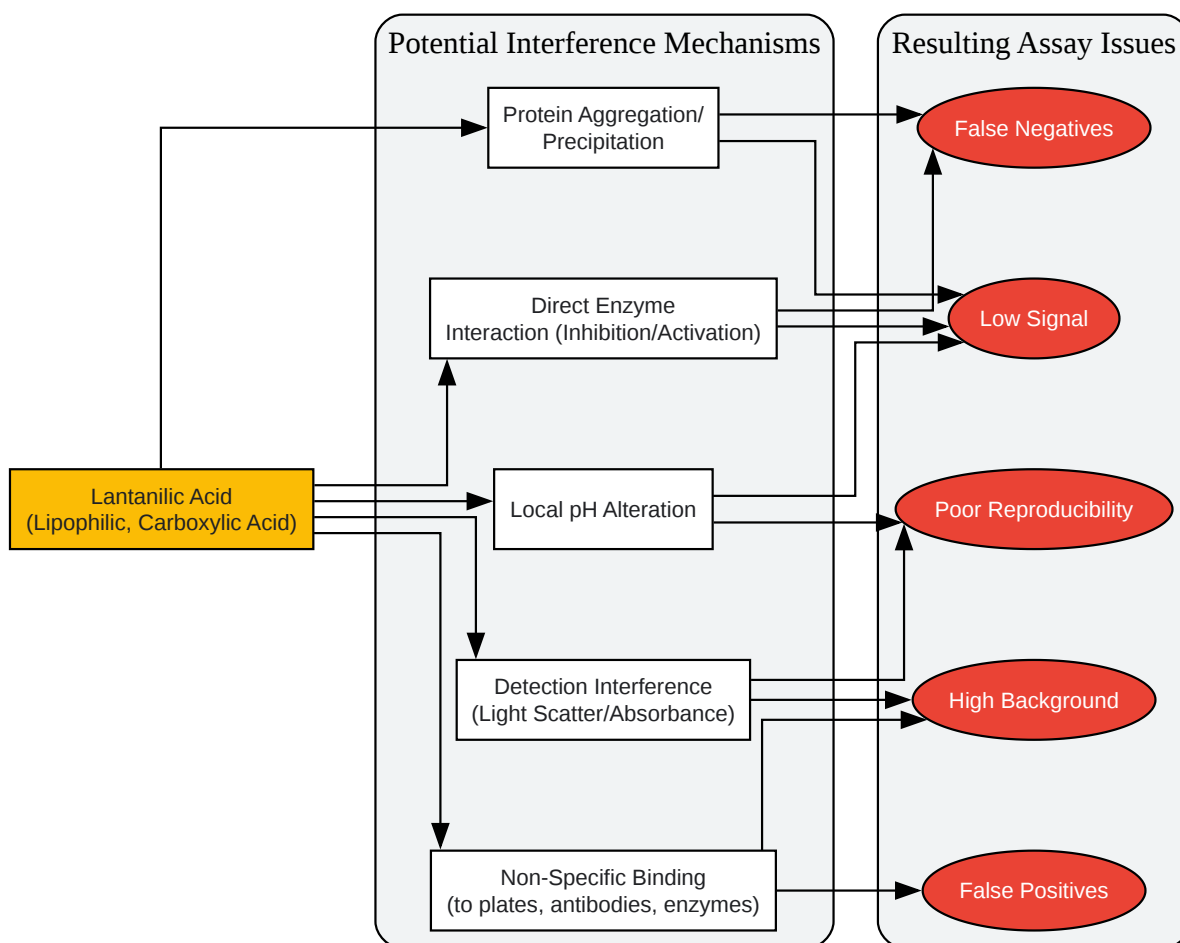 Potential Interference Mechanisms
Resulting Assay Issues
Protein Aggregation/
Precipitation
False Negatives
Direct Enzyme
Interaction (Inhibition/Activation)
Low Signal
Lantanilic Acid
(Lipophilic, Carboxylic Acid)
Local pH Alteration
Poor Reproducibility
Detection Interference
(Light Scatter/Absorbance)
High Background
Non-Specific Binding
(to plates, antibodies, enzymes)
False Positives